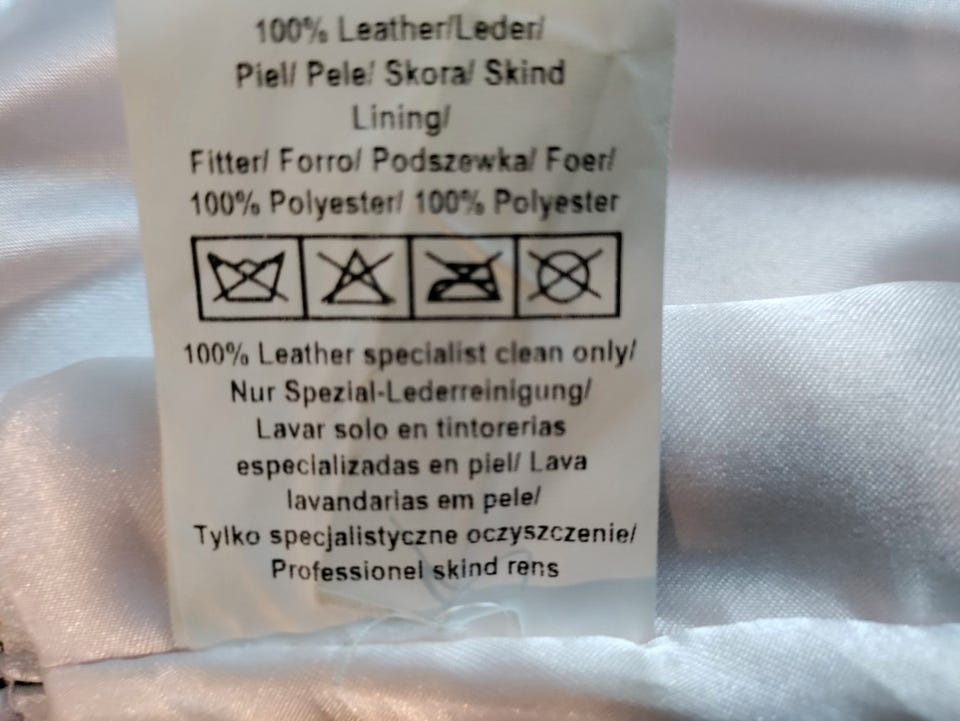 100% Leather/Leder/
Piel/ Pele/ Skora/ Skind
Lining/
Fitter/ Forro/ Podszewka/ Foer/
100% Polyester/ 100% Polyester
100% Leather specialist clean only/
Nur Spezial-Lederreinigung/
Lavar solo en tintorerias
especializadas en piel/ Lava
lavandarias em pele/
Tylko specjalistyczne oczyszczenie/
Professionel skind rens